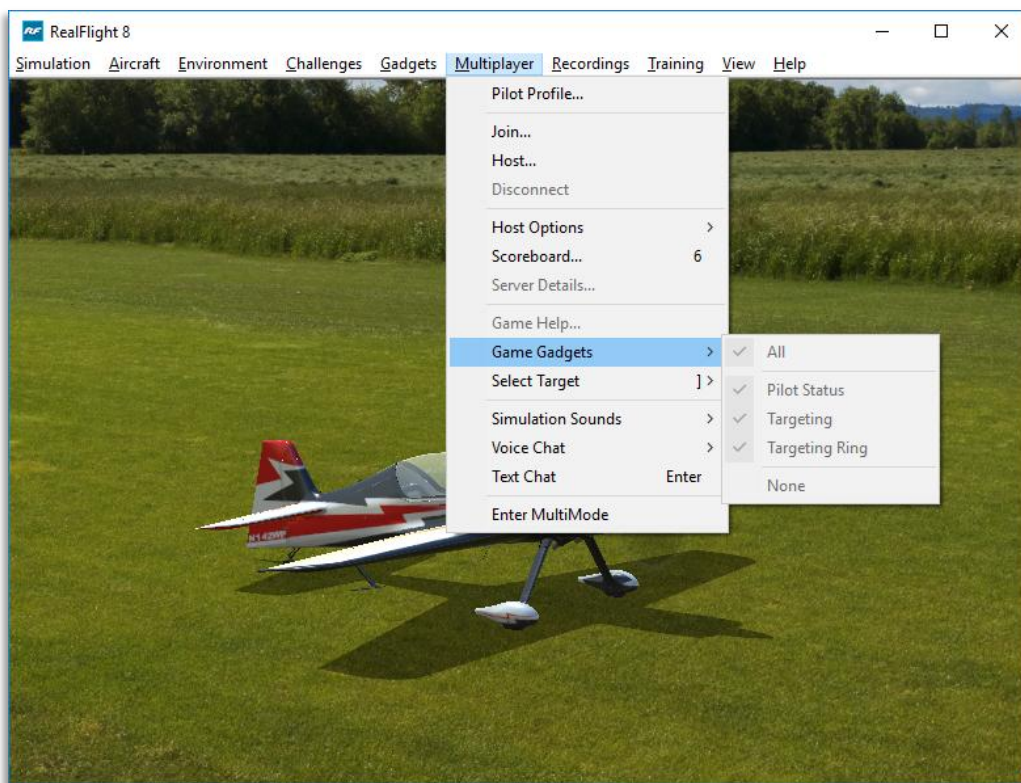 RF RealFlight 8
Simulation Aircraft Environment Challenges Gadgets Multiplayer Recordings Training View Help
Pilot Profile...
Join...
Host...
Disconnect
Host Options
Scoreboard... 6
Server Details...
Game Help...
Game Gadgets
Select Target ]
Simulation Sounds
Voice Chat
Text Chat Enter
Enter MultiMode
All
Pilot Status
Targeting
Targeting Ring
None